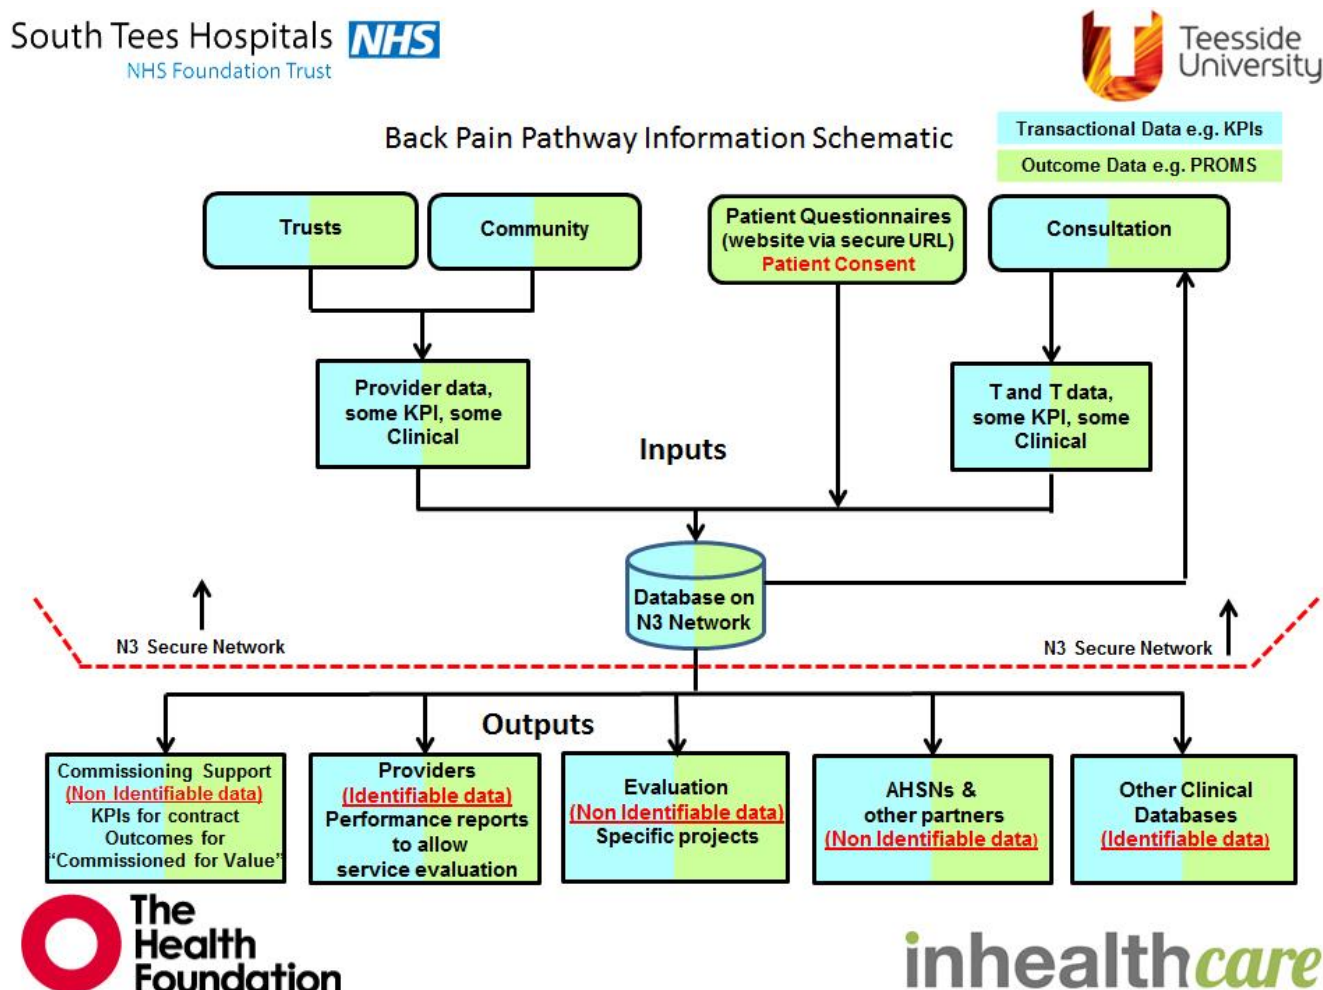 South Tees Hospitals NHS
NHS Foundation Trust
Teesside
University
Back Pain Pathway Information Schematic
Transactional Data e.g. KPIs
Outcome Data e.g. PROMS
Trusts
Community
Patient Questionnaires
(website via secure URL)
Patient Consent
Consultation
Provider data,
some KPI, some
Clinical
T and T data,
some KPI, some
Clinical
Inputs
Database on
N3 Network
N3 Secure Network
N3 Secure Network
Outputs
Commissioning Support
(Non Identifiable data)
KPIs for contract
Outcomes for
"Commissioned for Value"
Providers
(Identifiable data)
Performance reports
to allow
service evaluation
Evaluation
(Non Identifiable data)
Specific projects
AHSNs &
other partners
(Non Identifiable data)
Other Clinical
Databases
(Identifiable data)
The
Health
Foundation
inhealthcare